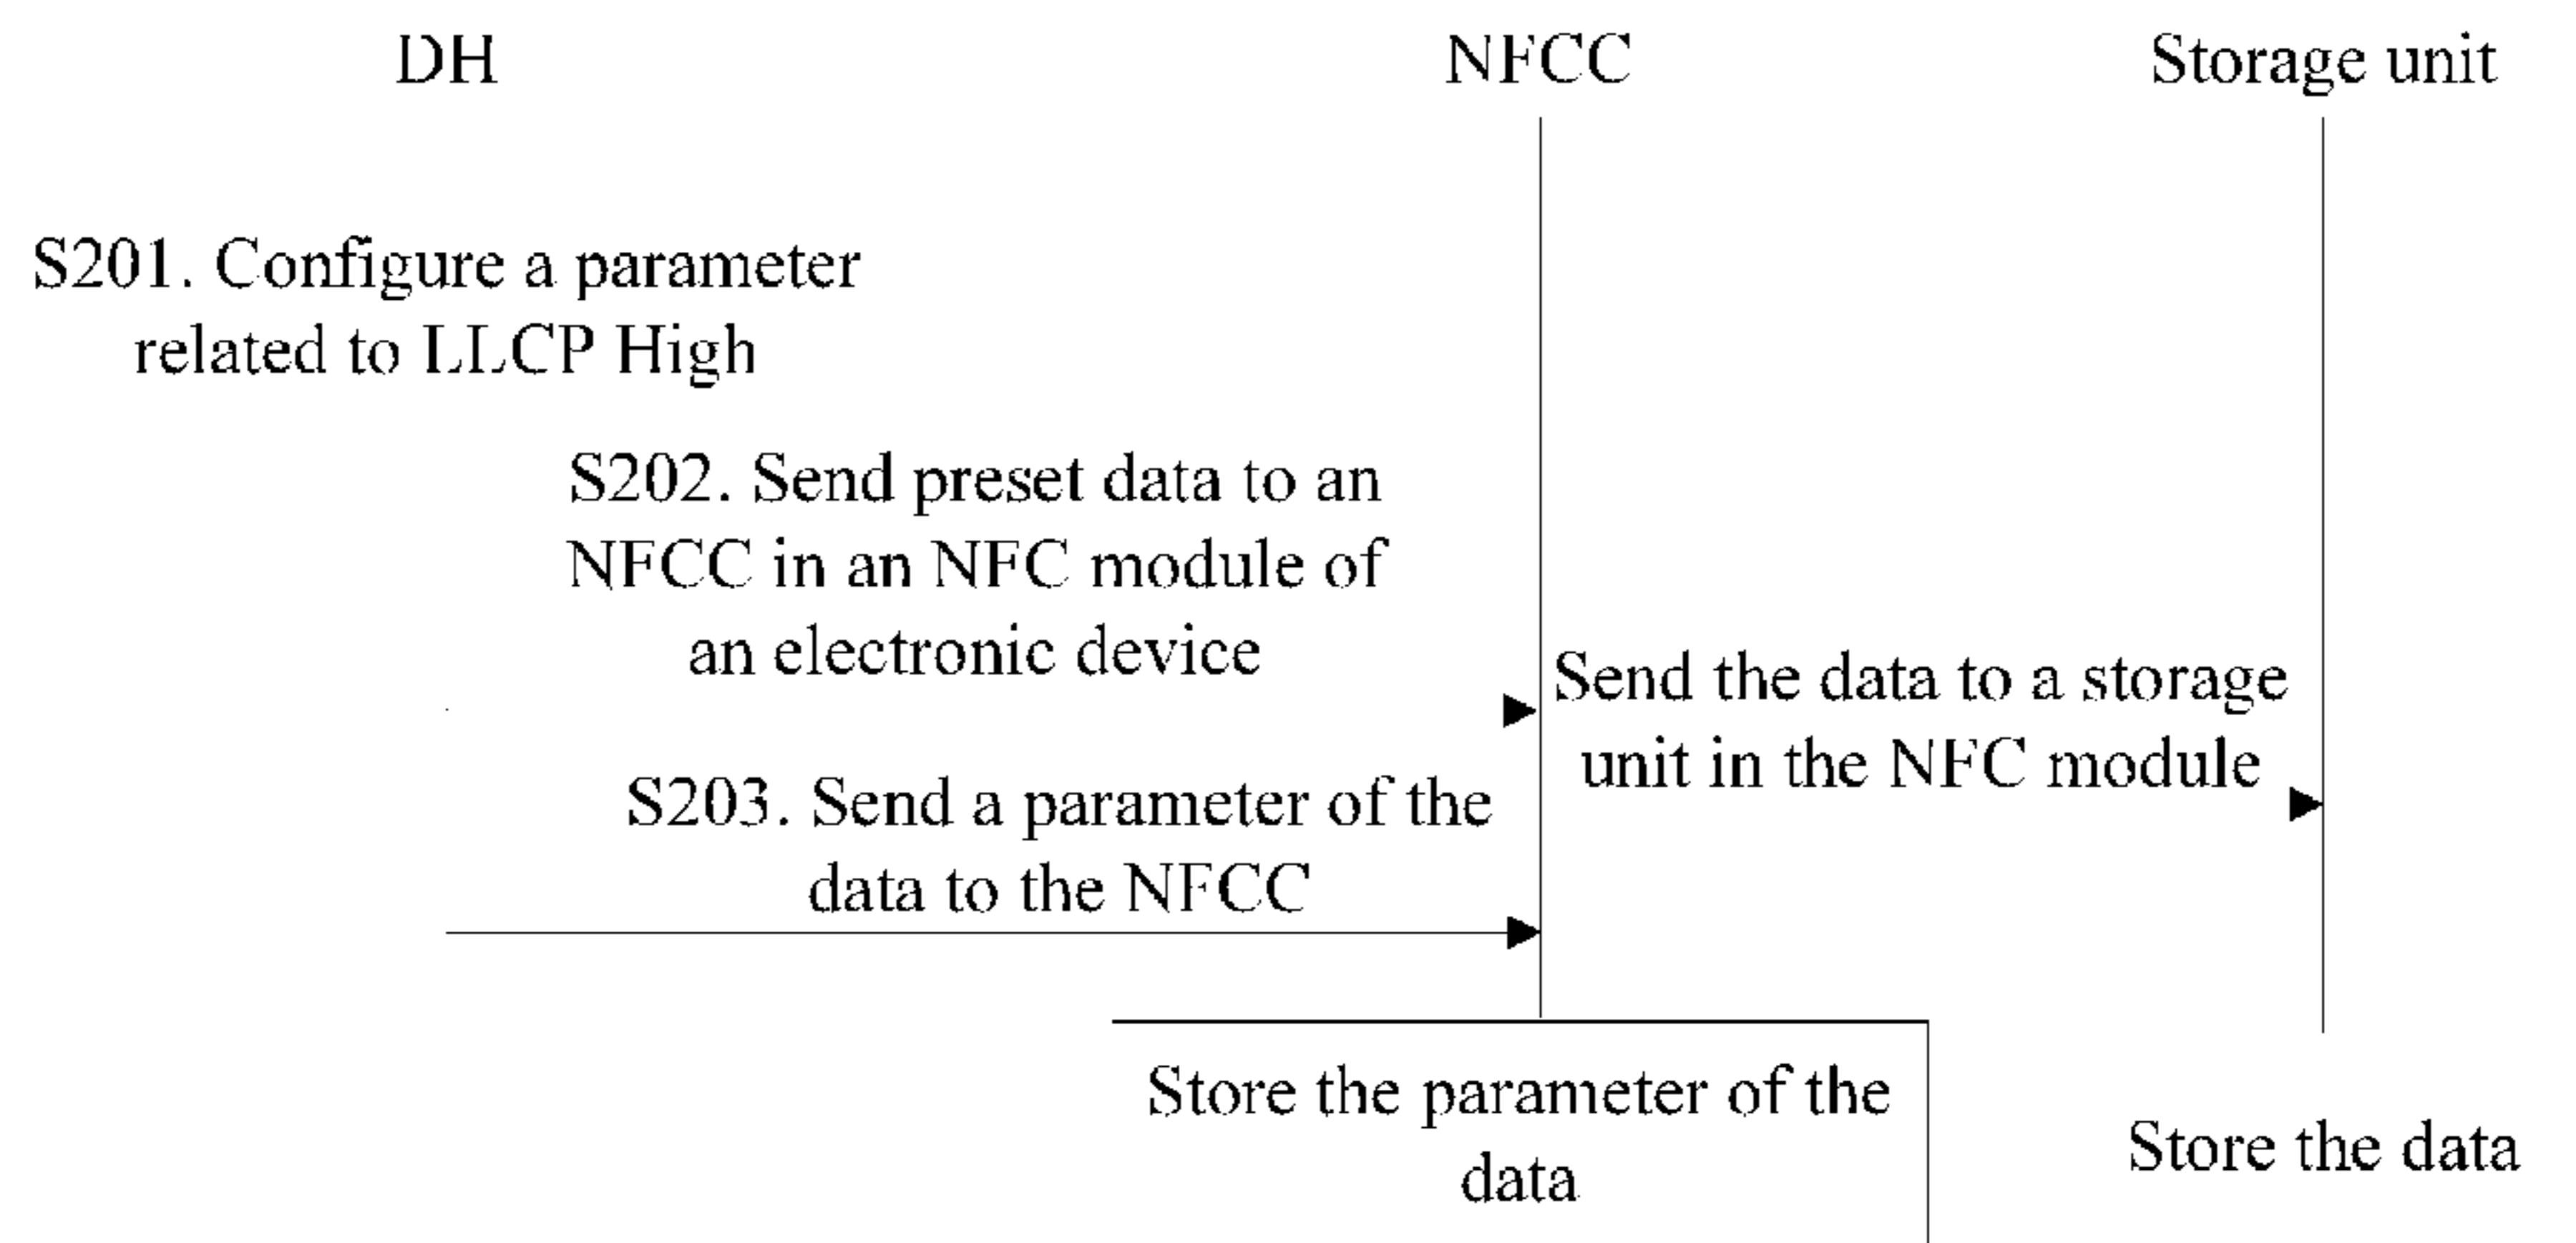 DH
NFCC
Storage unit
S201. Configure a parameter
related to LLCP High
S202. Send preset data to an
NFCC in an NFC module of
an electronic device
Send the data to a storage
unit in the NFC module
S203. Send a parameter of the
data to the NFCC
Store the parameter of the
data
Store the data